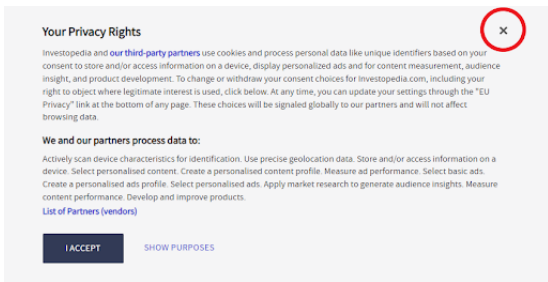 Your Privacy Rights
×
Investopedia and our third-party partners use cookies and process personal data like unique identifiers based on your
consent to store and/or access information on a device, display personalized ads and for content measurement, audience
insight, and product development. To change or withdraw your consent choices for Investopedia.com, including your
right to object where legitimate interest is used, click below. At any time, you can update your settings through the "EU
Privacy" link at the bottom of any page. These choices will be signaled globally to our partners and will not affect
browsing data.
We and our partners process data to:
Actively scan device characteristics for identification. Use precise geolocation data. Store and/or access information on a
device. Select personalised content. Create a personalised content profile. Measure ad performance. Select basic ads.
Create a personalised ads profile. Select personalised ads. Apply market research to generate audience insights. Measure
content performance. Develop and improve products.
List of Partners (vendors)
I ACCEPT
SHOW PURPOSES